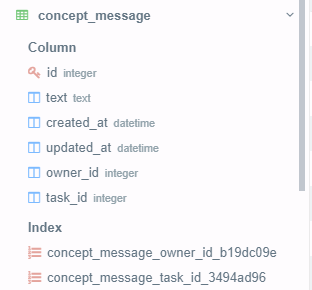 concept_message
Column
id integer
text text
created_at datetime
updated_at datetime
owner_id integer
task_id integer
Index
concept_message_owner_id_b19dc09e
concept_message_task_id_3494ad96